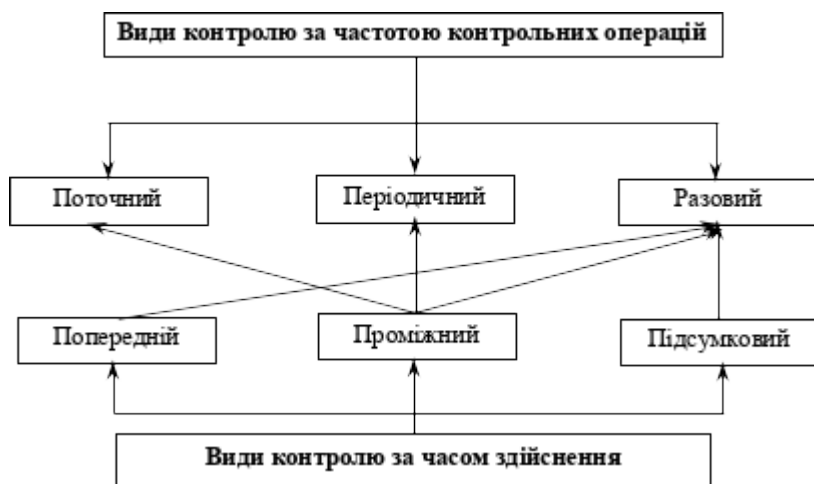 Види контролю за частотою контрольних операцій
Поточний
Періодичний
Разовий
Попередній
Проміжний
Підсумковий
Види контролю за часом здійснення